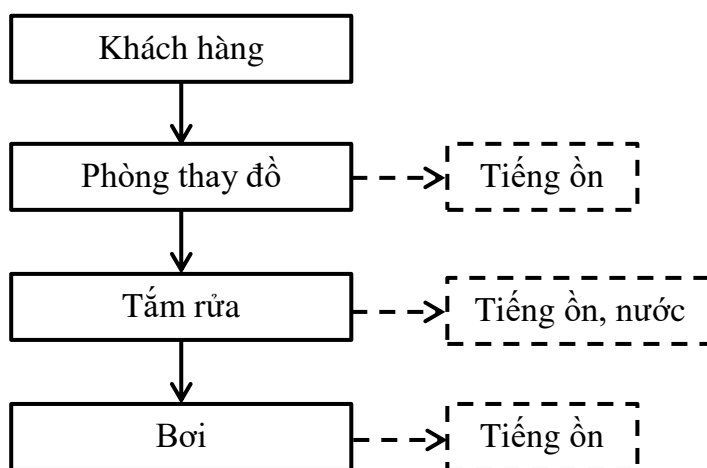 Khách hàng
Phòng thay đồ
Tiếng ồn
Tắm rửa
Tiếng ồn, nước
Bơi
Tiếng ồn